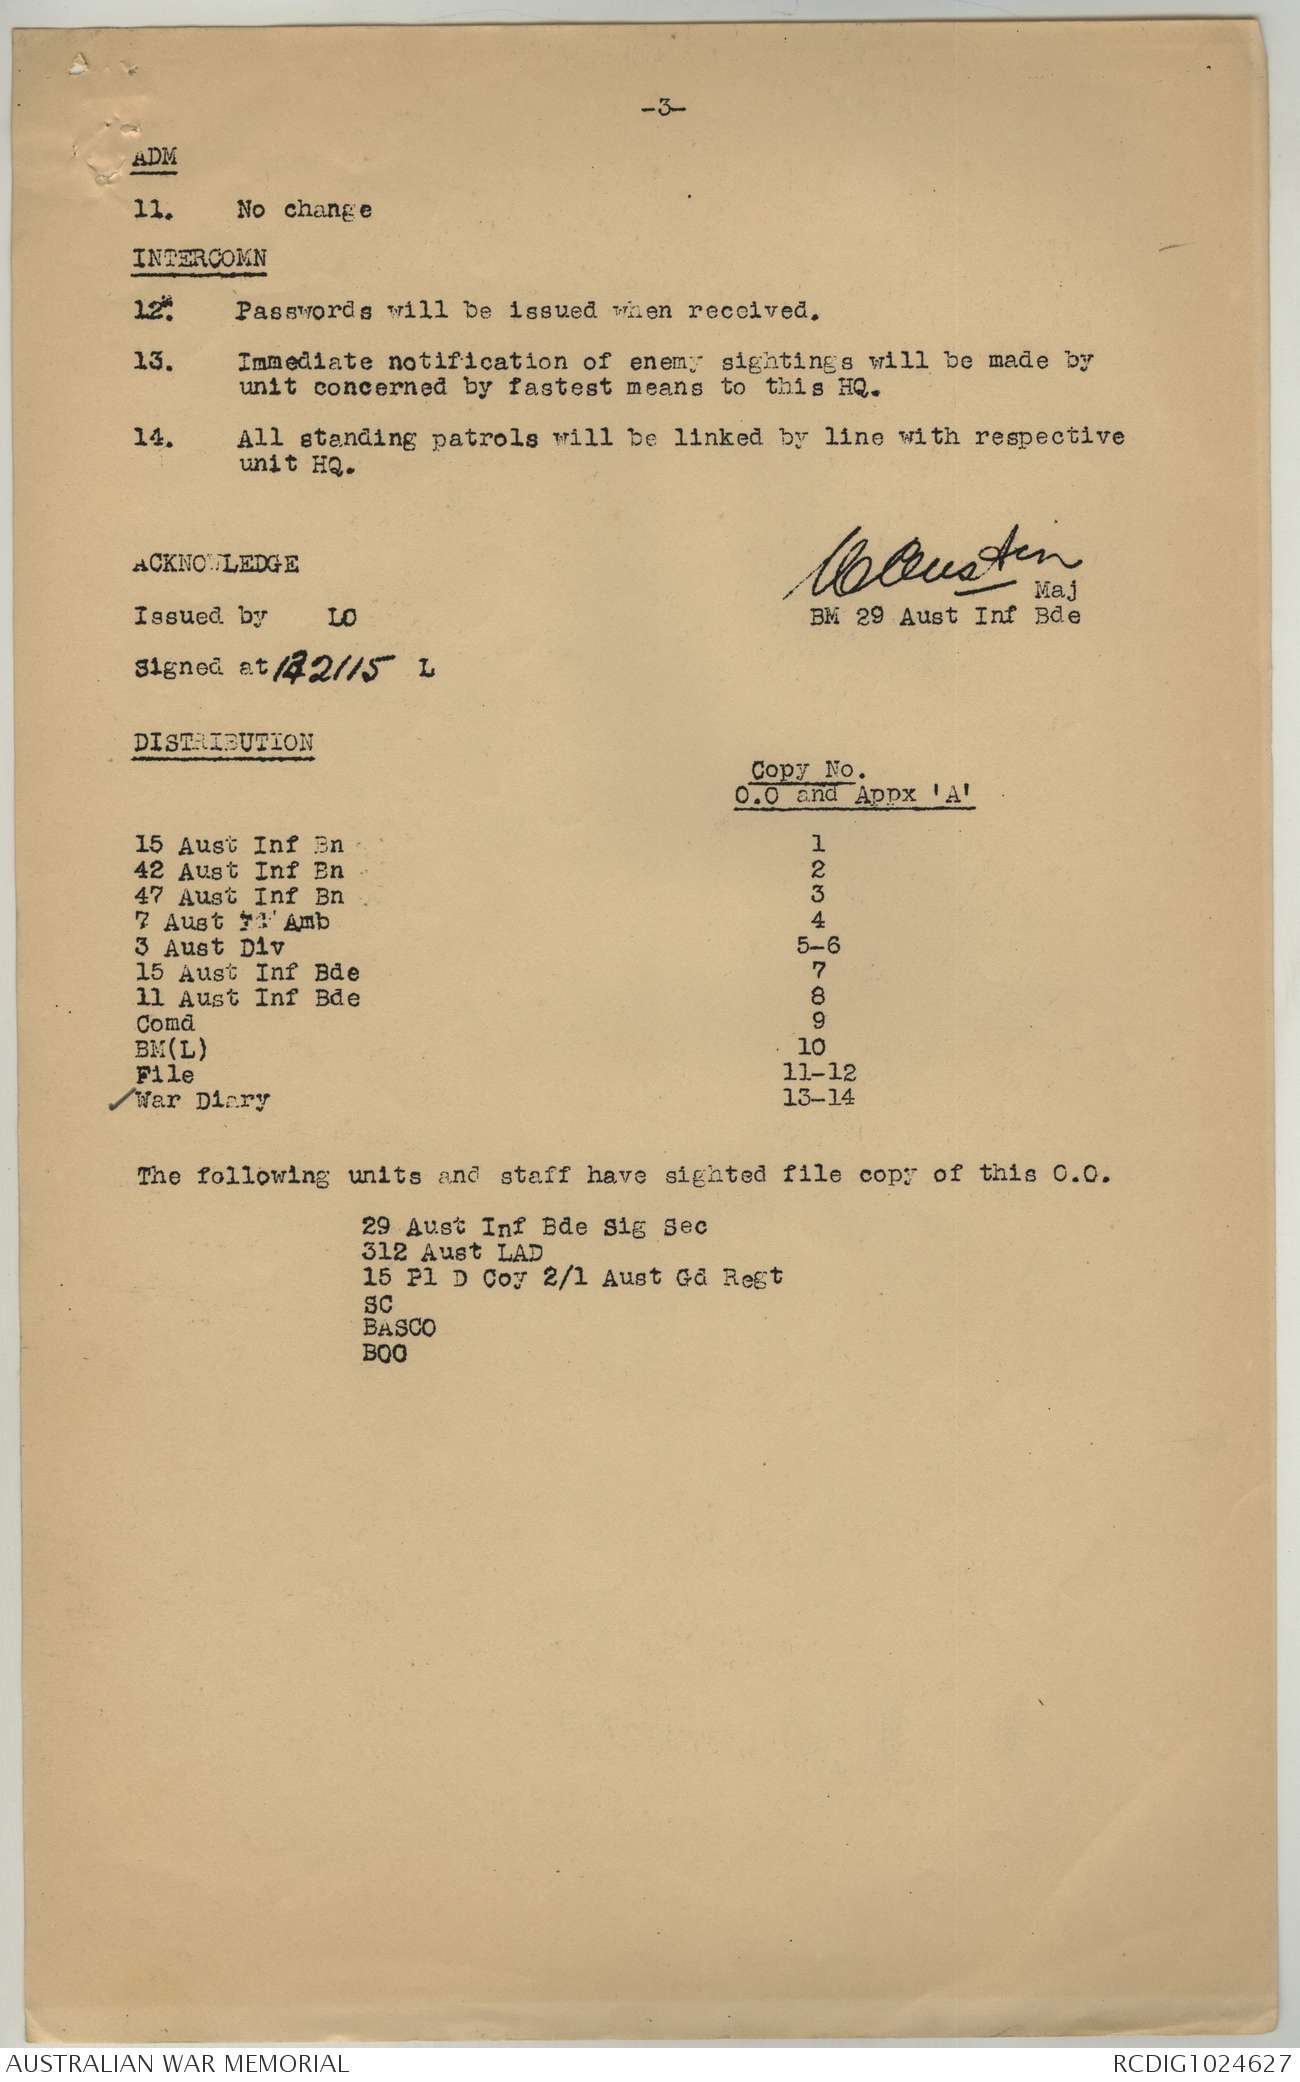 -3-
ADM
11. No change
INTERCOMN
12. Passwords will be issued when received.
13. Immediate notification of enemy sightings will be made by
unit concerned by fastest means to this HQ.
14. All standing patrols will be linked by line with respective
unit HQ.
ACKNOWLEDGE
Austin
Maj
Issued by LO
BM 29 Aust Inf Bde
Signed at 2115 L
DISTRIBUTION
Copy No.
O.O and Appx 'A'
15 Aust Inf Bn 1
42 Aust Inf Bn 2
47 Aust Inf Bn 3
7 Aust Amb 4
3 Aust Div 5-6
15 Aust Inf Bde 7
11 Aust Inf Bde 8
Comd 9
BM(L) 10
File 11-12
✓War Diary 13-14
The following units and staff have sighted file copy of this O.O.
29 Aust Inf Bde Sig Sec
312 Aust LAD
15 Pl D Coy 2/1 Aust Gd Regt
SC
BASCO
BOO
AUSTRALIAN WAR MEMORIAL
RCDIG1024627